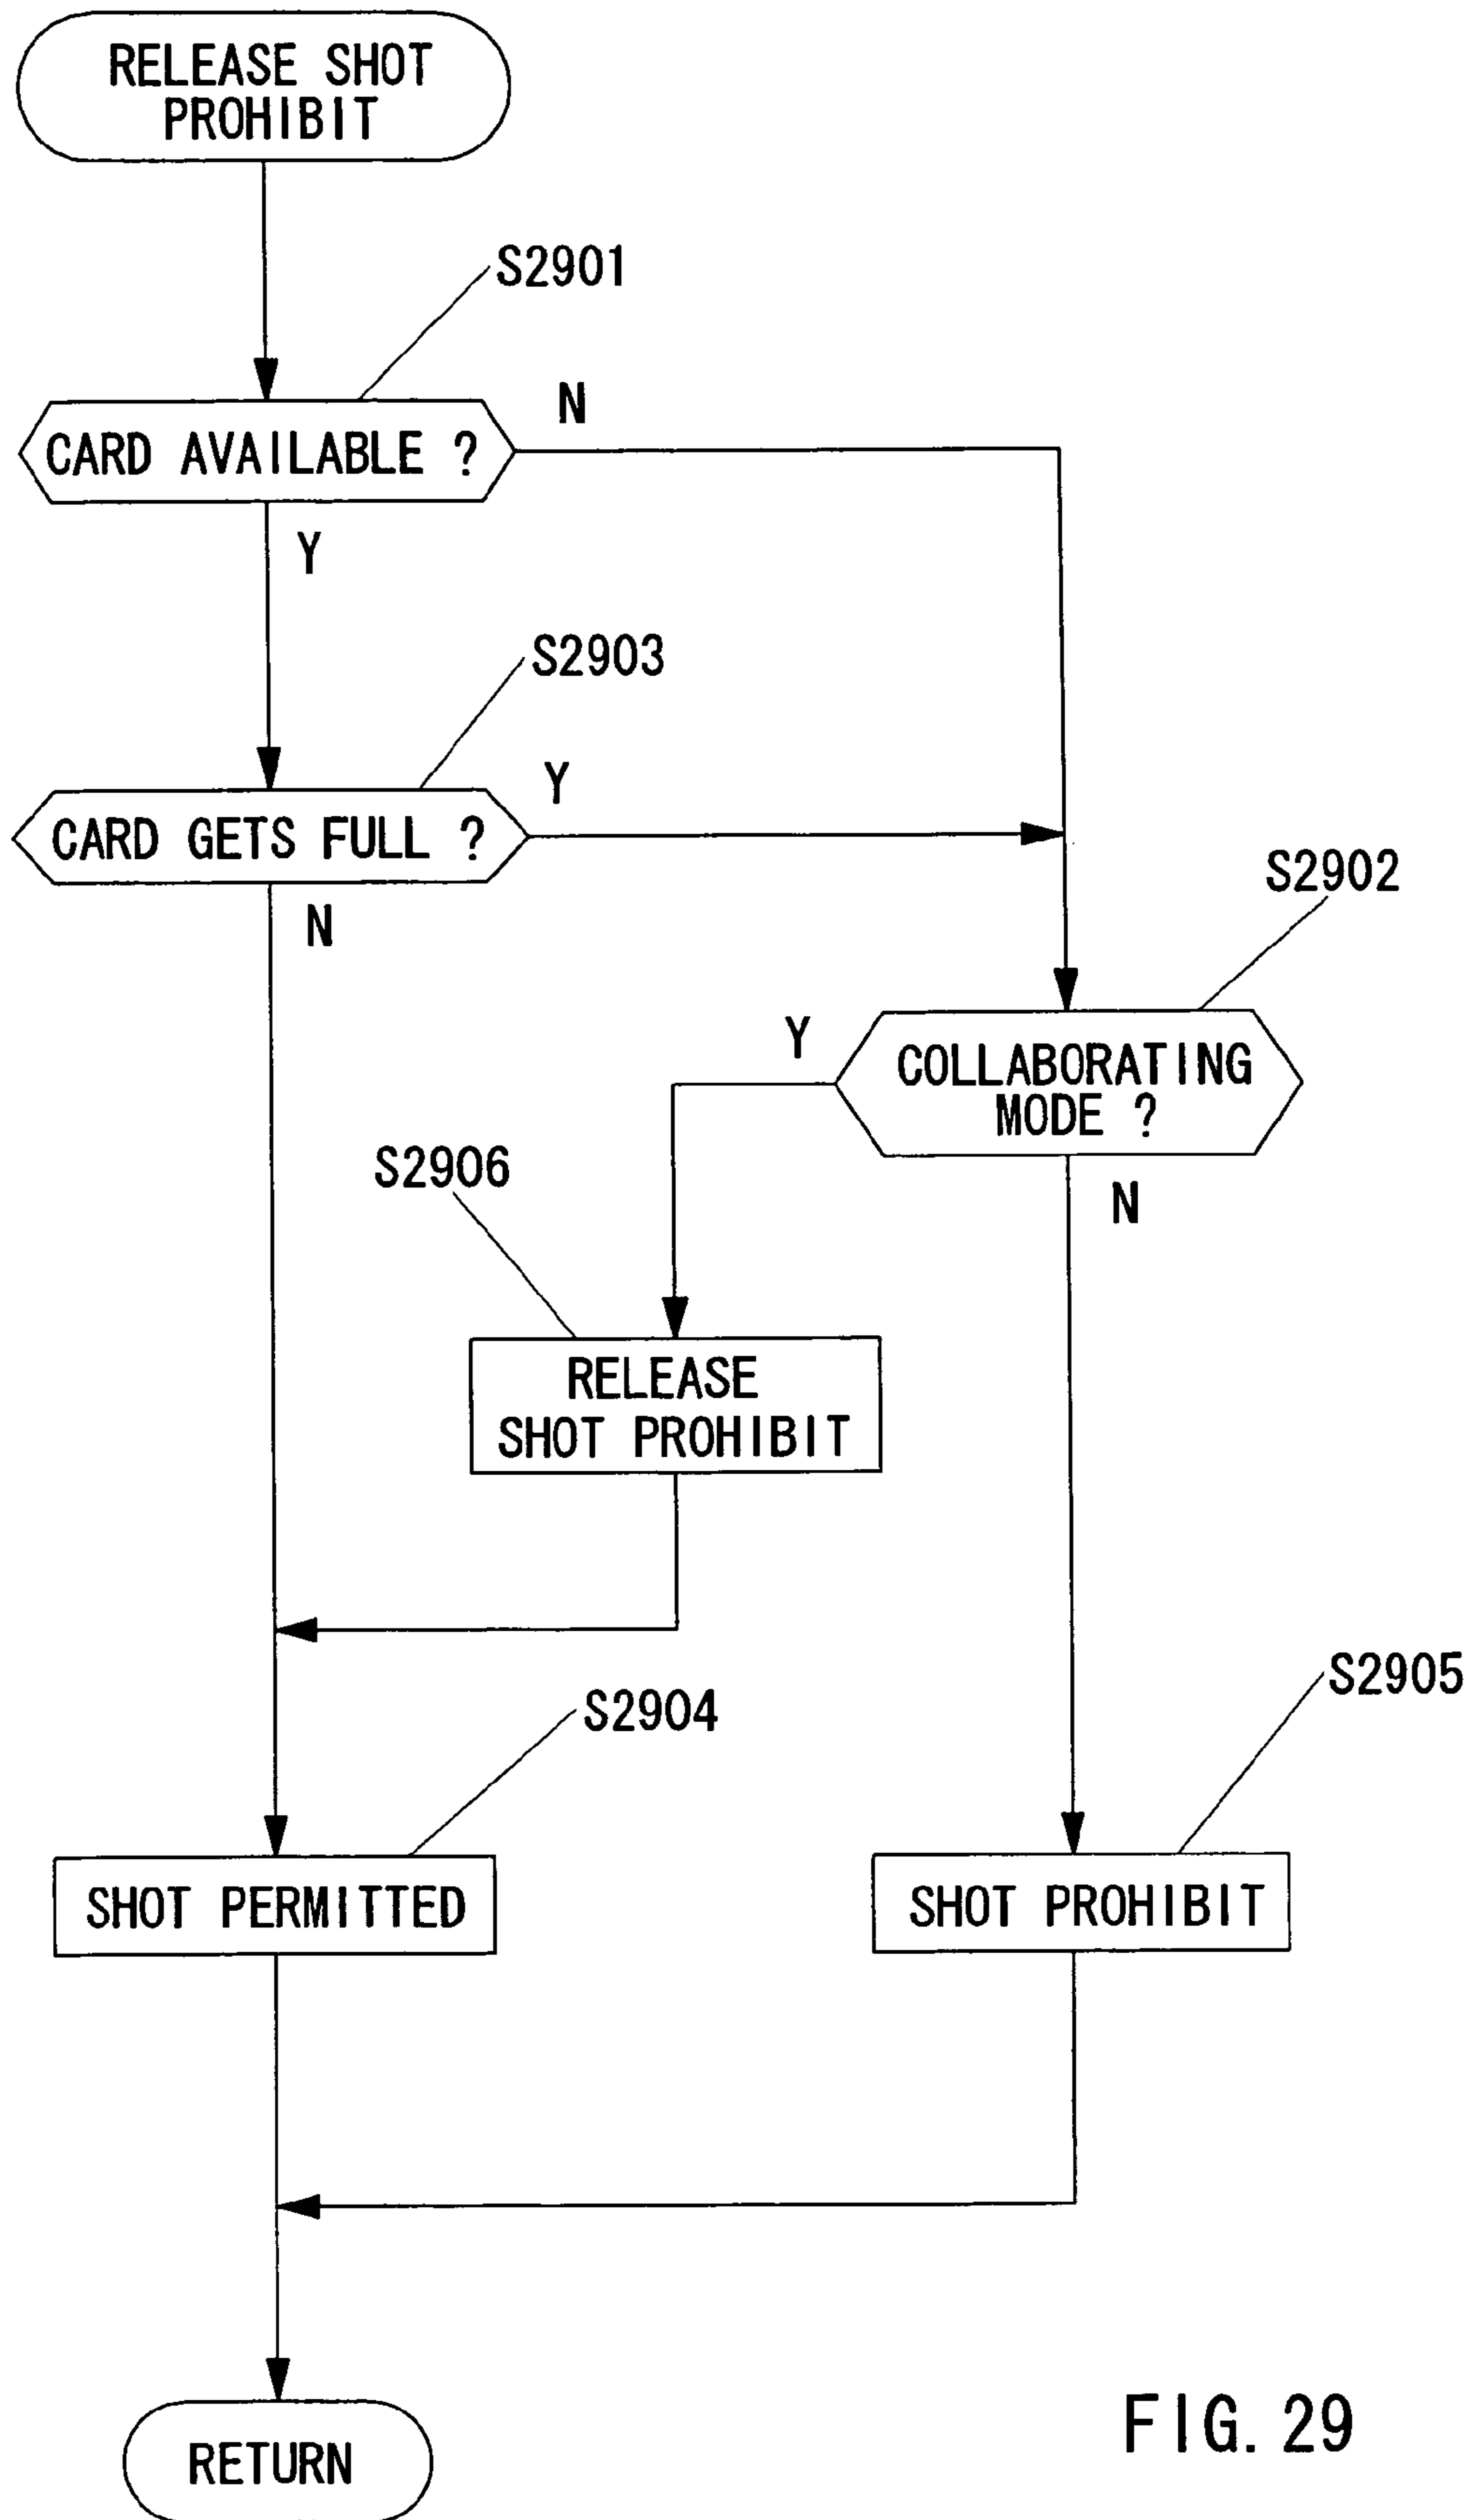 RELEASE SHOT
PROHIBIT
S2901
N
CARD AVAILABLE ?
Y
S2903
Y
CARD GETS FULL ?
S2902
N
Y
COLLABORATING
MODE ?
S2906
N
RELEASE
SHOT PROHIBIT
S2905
S2904
SHOT PERMITTED
SHOT PROHIBIT
RETURN
FIG. 29